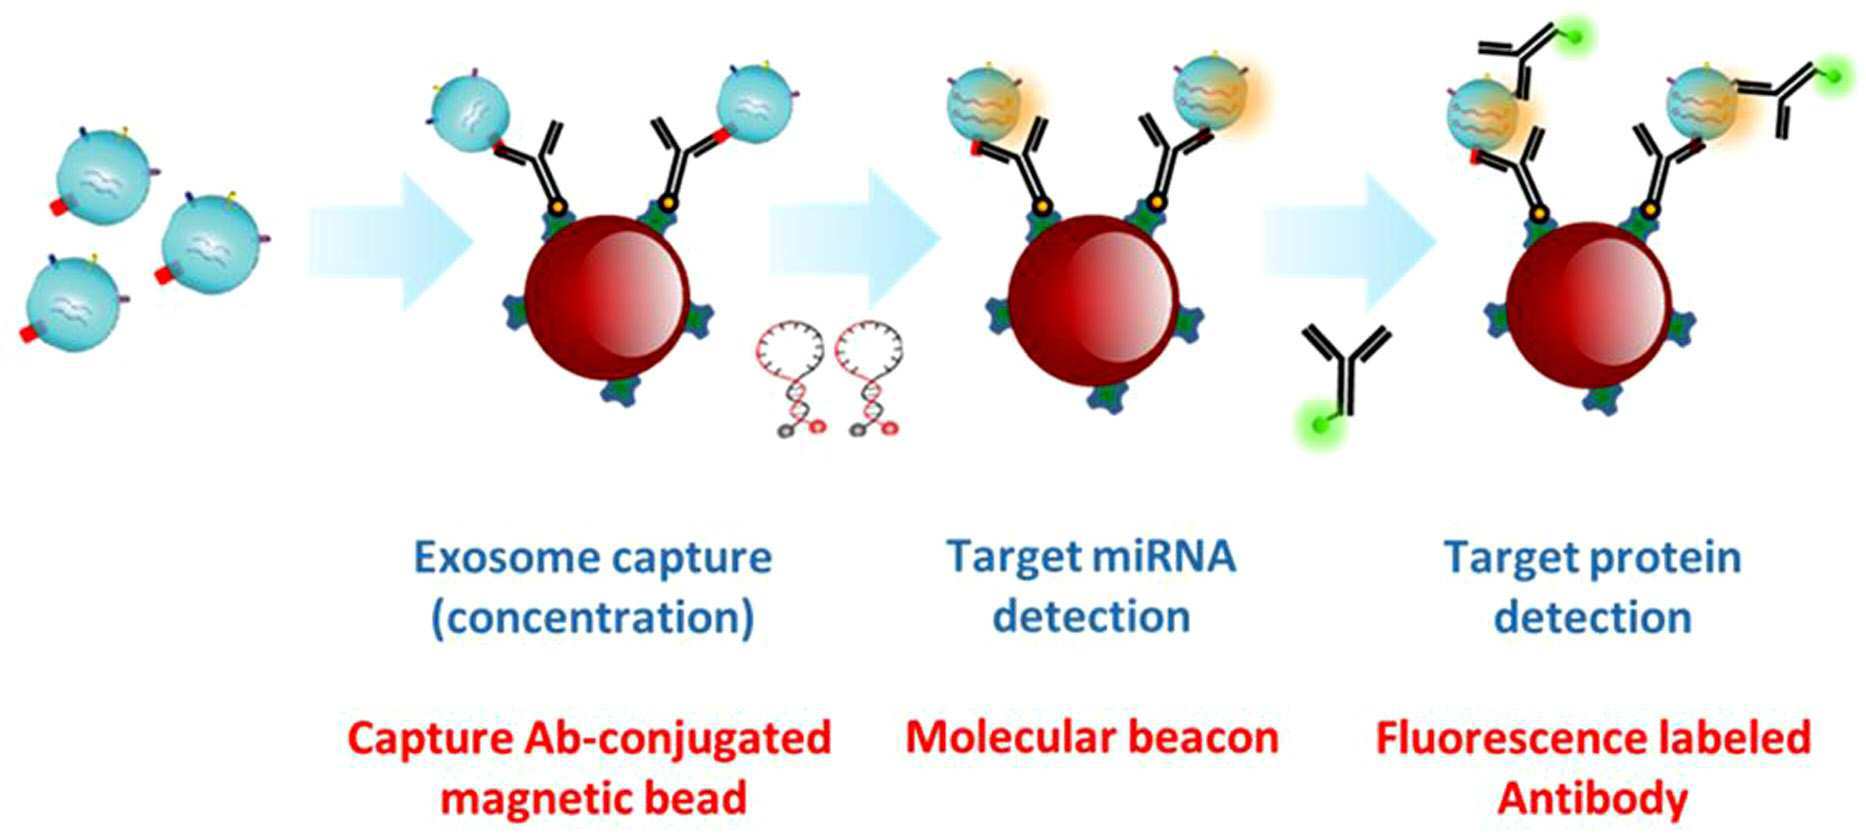 Exosome capture
(concentration)
Target miRNA
detection
Target protein
detection
Capture Ab-conjugated
magnetic bead
Molecular beacon
Fluorescence labeled
Antibody